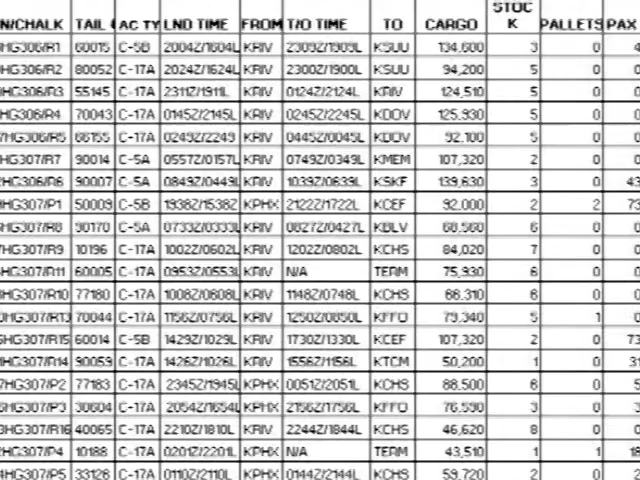 N/CHALK TAIL AC TY LND TIME FROM T/O TIME TO CARGO STOCK PALLETS PAX
HG306/R1 60015 C-5B 2004Z/1604L KRIV 2309Z/1909L KSUU 134,600 3 0 4
HG306/R2 80052 C-17A 2024Z/1624L KRIV 2300Z/1900L KSUU 94,200 5 0
HG306/R3 55145 C-17A 2311Z/1911L KRIV 0124Z/2124L KRIV 124,510 5 0
HG306/R4 70043 C-17A 0145Z/2145L KRIV 0245Z/2245L KDOV 125,930 5 0
HG306/R5 66155 C-17A 0249Z/2249 KRIV 0445Z/0045L KDOV 92,100 5 0
HG307/R7 90014 C-5A 0557Z/0157L KRIV 0749Z/0349L KMEM 107,320 2 0
HG306/R6 90007 C-5A 0849Z/0449L KRIV 1039Z/0639L KSKF 139,630 3 0 43
HG307/P1 50009 C-5B 1938Z/1538Z KPHX 2122Z/1722L KCEF 92,000 2 2 73
HG307/R8 90170 C-5A 0733Z/0333L KRIV 0827Z/0427L KBLV 68,560 6 0
HG307/R9 10196 C-17A 1002Z/0602L KRIV 1202Z/0802L KCHS 84,020 7 0
HG307/R11 60005 C-17A 0953Z/0553L KRIV N/A TERM 75,930 6 0
HG307/R10 77180 C-17A 1008Z/0608L KRIV 1148Z/0748L KCHS 66,310 6 0
HG307/R13 70044 C-17A 1156Z/0756L KRIV 1250Z/0850L KFFO 79,340 5 1 0
HG307/R15 60014 C-5B 1429Z/1029L KRIV 1730Z/1330L KCEF 107,320 2 0 73
HG307/R14 90059 C-17A 1426Z/1026L KRIV 1556Z/1156L KTCM 50,200 1 0 31
HG307/P2 77183 C-17A 2345Z/1945L KPHX 0051Z/2051L KCHS 88,500 6 0 5
HG307/P3 30604 C-17A 2054Z/1654L KPHX 2156Z/1756L KFFO 76,590 3 0 3
HG307/R16 40065 C-17A 2210Z/1810L KRIV 2244Z/1844L KCHS 46,620 8 0 0
HG307/P4 10188 C-17A 0201Z/2201L KPHX N/A TERM 43,510 1 1 18
HG307/P5 33126 C-17A 0110Z/2110L KPHX 0144Z/2144L KCHS 59,720 2 0 2